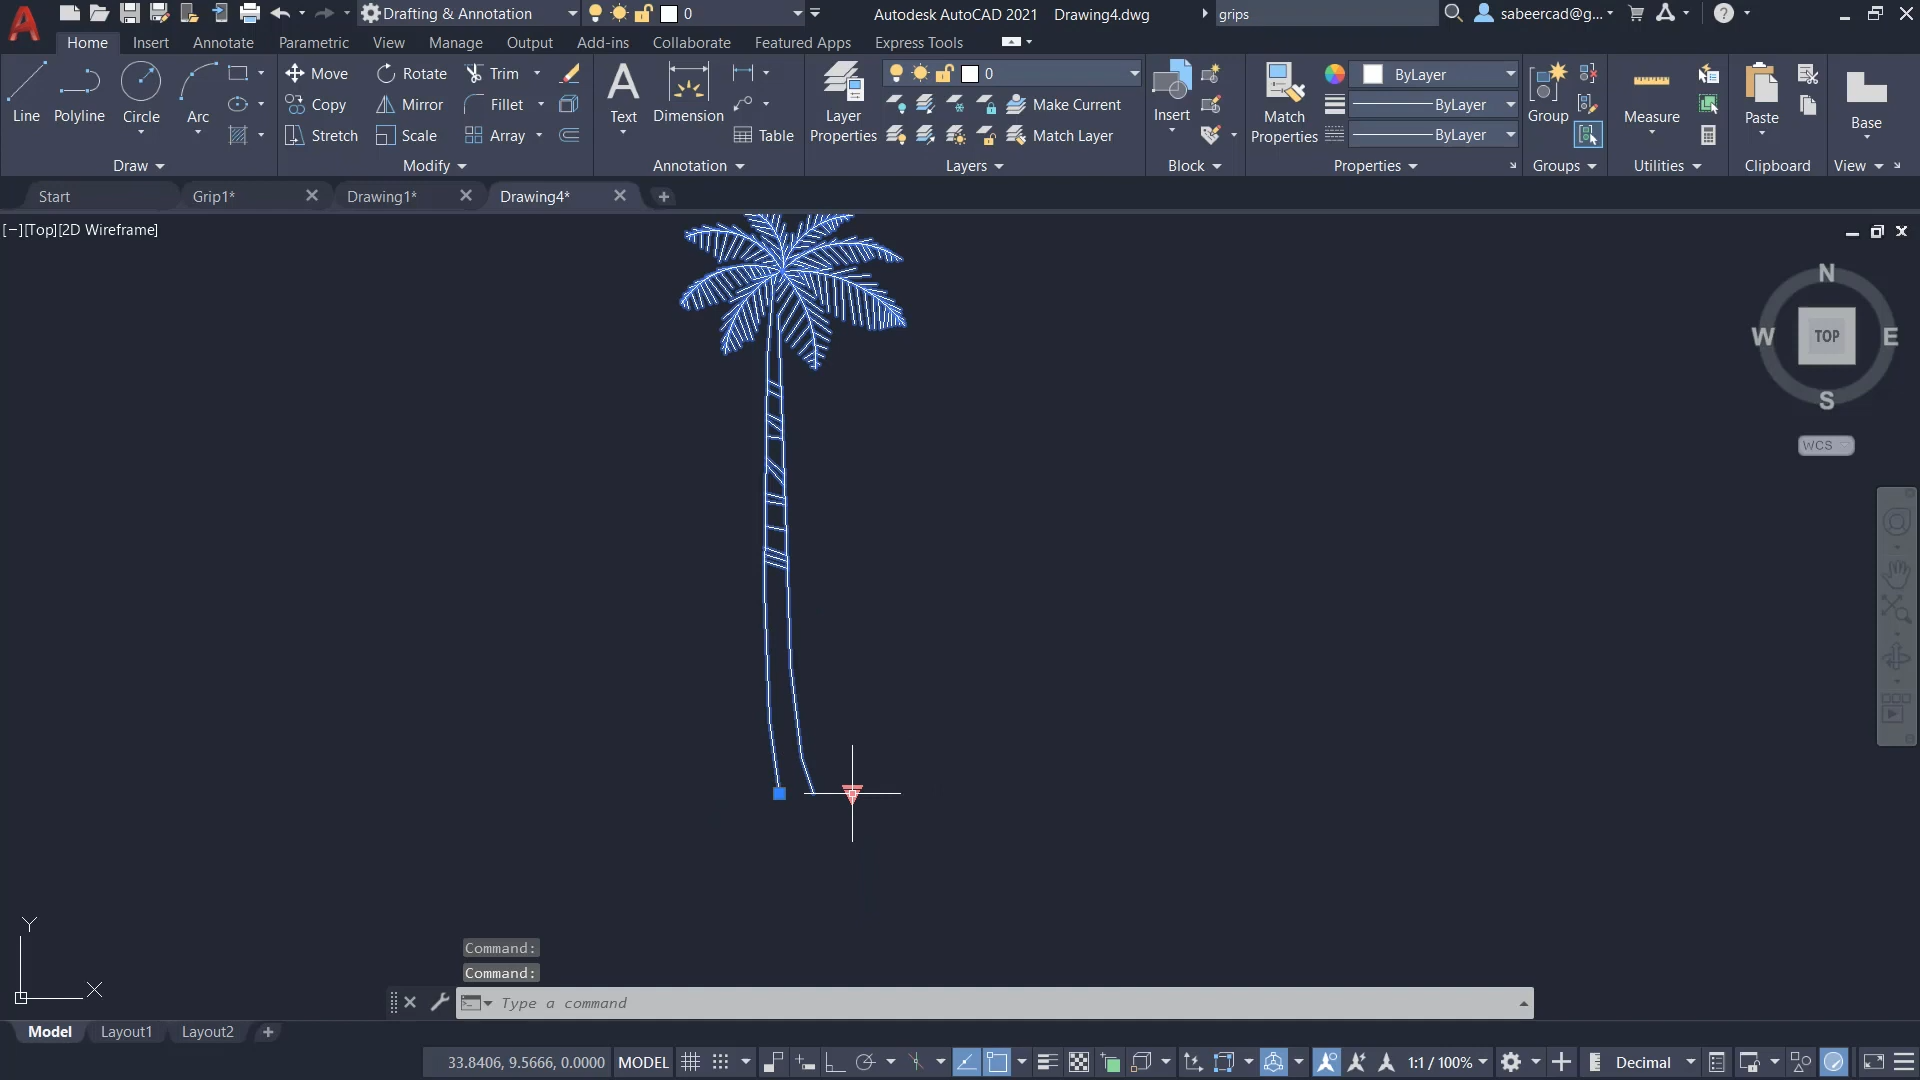 Drafting & Annotation
0
Autodesk AutoCAD 2021 Drawing4.dwg
grips
sabeercad@g...
Home Insert Annotate Parametric View Manage Output Add-ins Collaborate Featured Apps Express Tools
Line Polyline Circle Arc
Draw
Move Rotate Trim
Copy Mirror Fillet
Stretch Scale Array
Modify
Text Dimension Table
Annotation
Layer Properties
0
Make Current
Match Layer
Layers
Insert
Block
Match Properties
ByLayer
ByLayer
ByLayer
Properties
Group
Groups
Measure
Utilities
Paste
Clipboard
Base
View
Start Grip1* Drawing1* Drawing4*
[−][Top][2D Wireframe]
N
W TOP E
S
WCS
Y
X
Command:
Command:
Type a command
Model Layout1 Layout2
33.8406, 9.5666, 0.0000 MODEL 1:1 / 100% Decimal